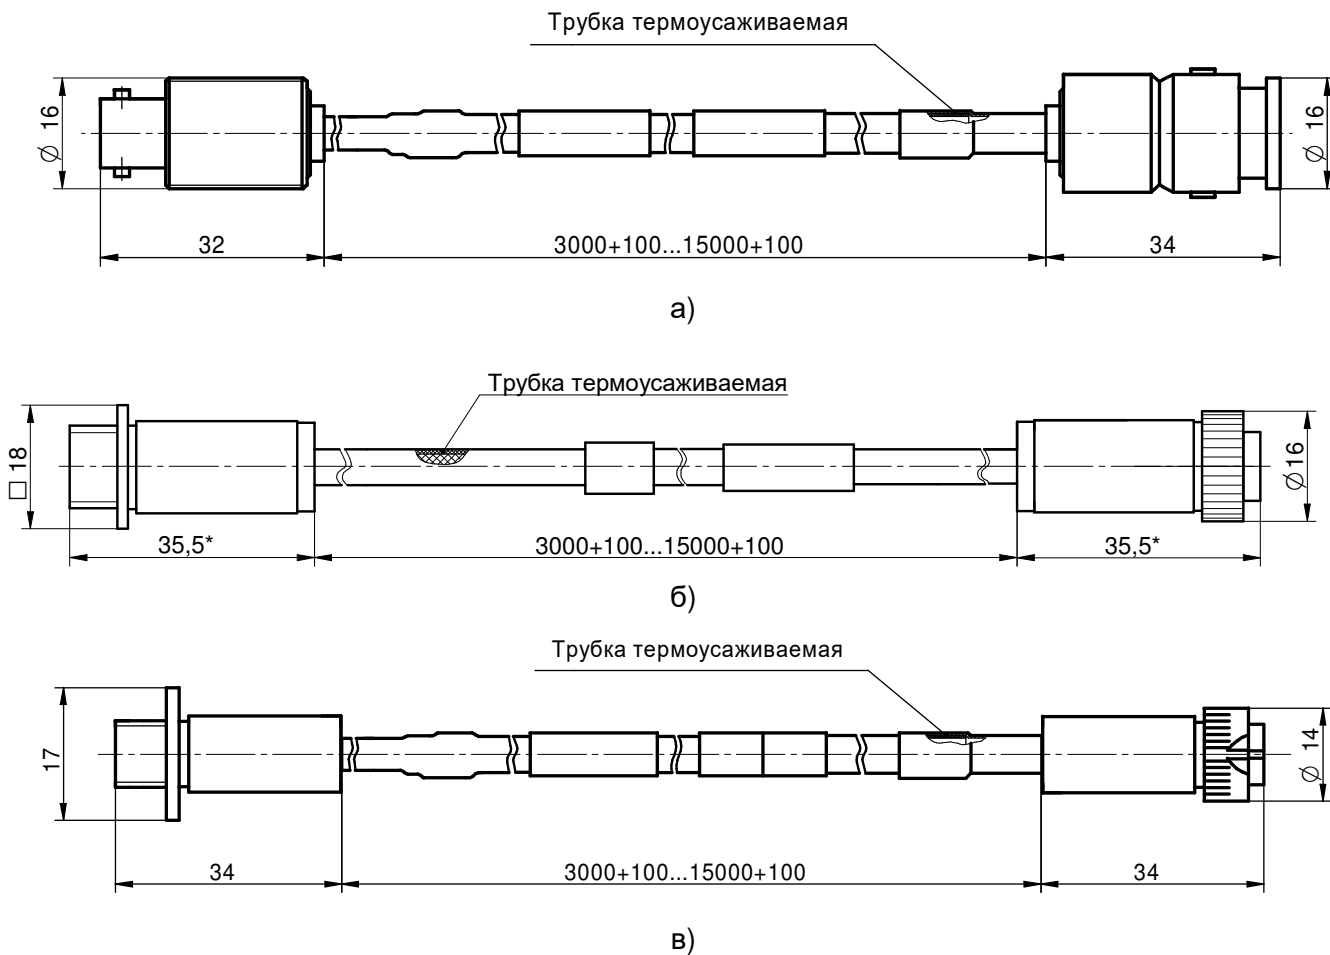 Трубка термоусаживаемая
∅ 16
∅ 16
32
3000+100...15000+100
34
а)
Трубка термоусаживаемая
□ 18
∅16
35,5*
3000+100...15000+100
35,5*
б)
Трубка термоусаживаемая
17
∅ 14
34
3000+100...15000+100
34
в)